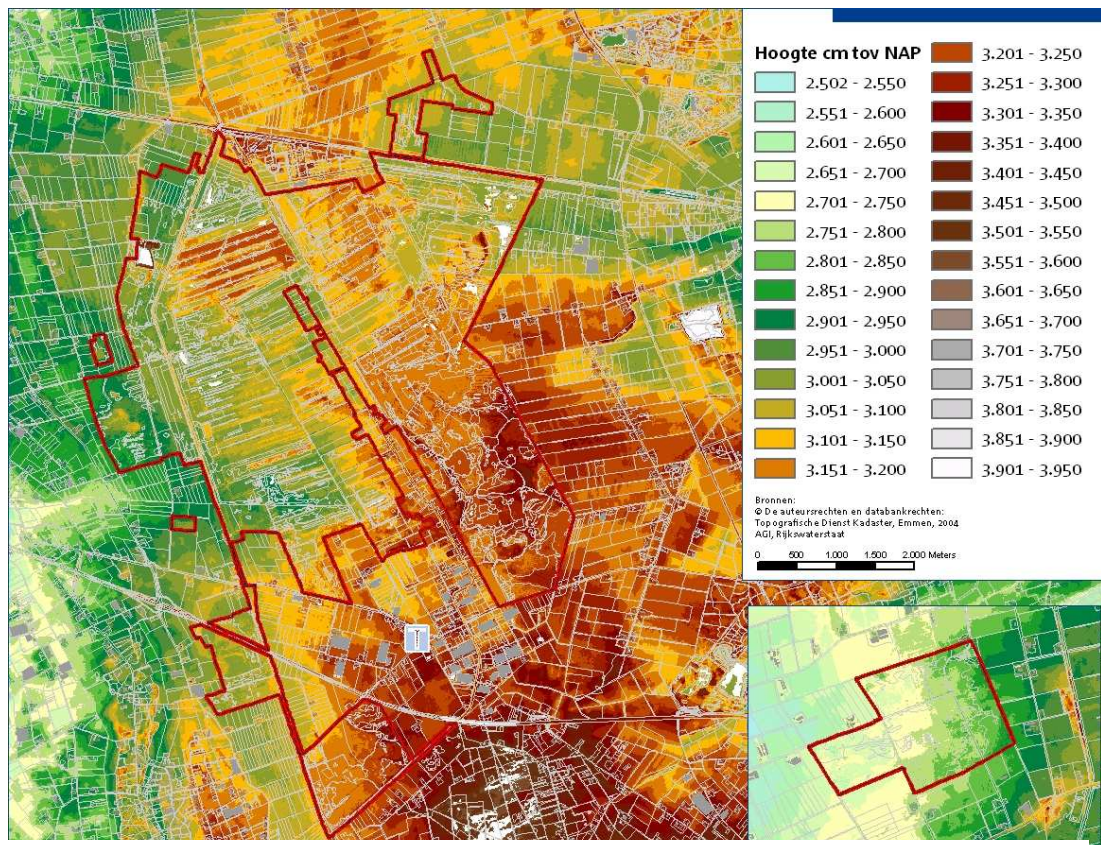 Hoogte cm tov NAP
2.502 - 2.550
2.551 - 2.600
2.601 - 2.650
2.651 - 2.700
2.701 - 2.750
2.751 - 2.800
2.801 - 2.850
2.851 - 2.900
2.901 - 2.950
2.951 - 3.000
3.001 - 3.050
3.051 - 3.100
3.101 - 3.150
3.151 - 3.200
3.201 - 3.250
3.251 - 3.300
3.301 - 3.350
3.351 - 3.400
3.401 - 3.450
3.451 - 3.500
3.501 - 3.550
3.551 - 3.600
3.601 - 3.650
3.651 - 3.700
3.701 - 3.750
3.751 - 3.800
3.801 - 3.850
3.851 - 3.900
3.901 - 3.950
Bronnen:
© De auteursrechten en databankrechten:
Topografische Dienst Kadaster, Emmen, 2004
AGI, Rijkswaterstaat
0 500 1.000 1.500 2.000 Meters